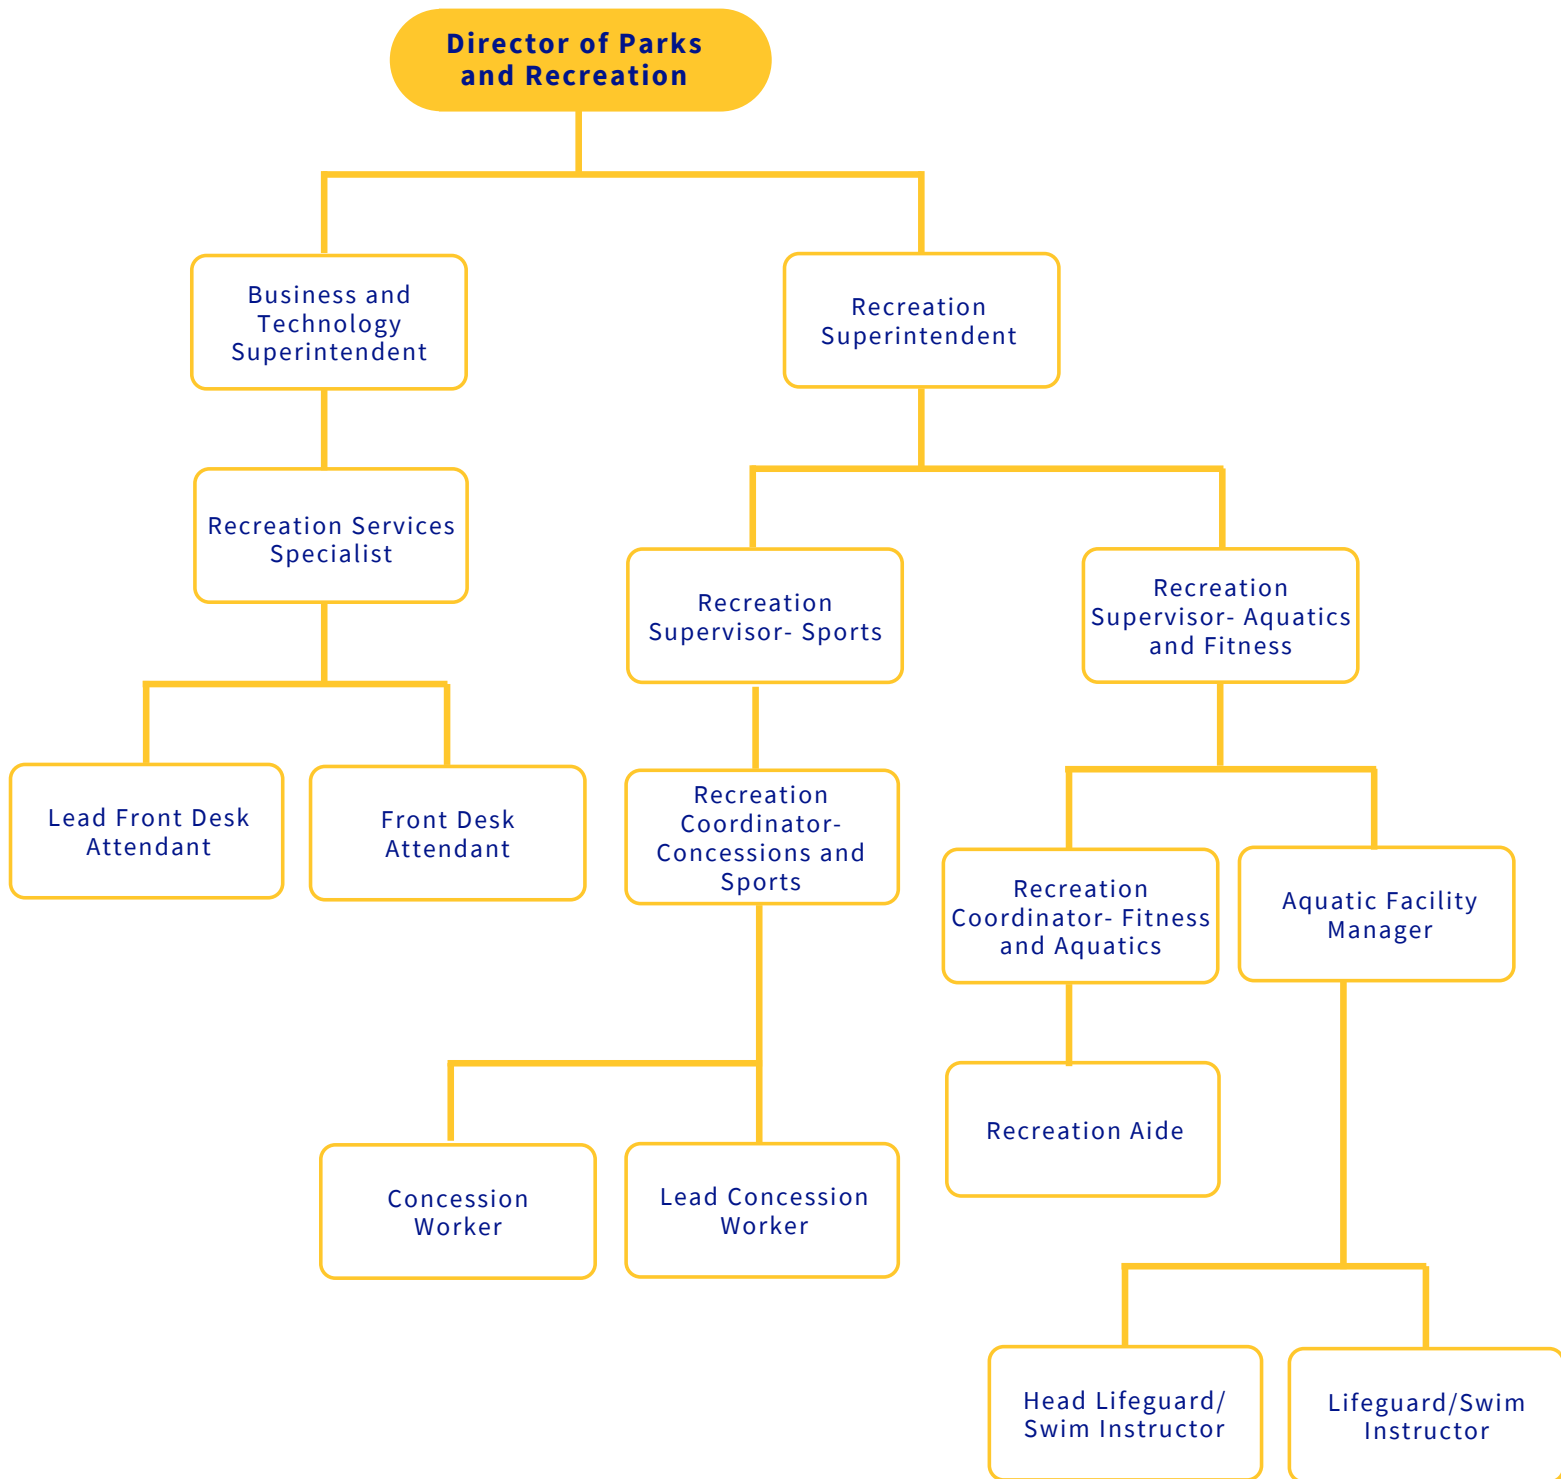 Director of Parks
and Recreation
Business and
Technology
Superintendent
Recreation
Superintendent
Recreation Services
Specialist
Recreation
Supervisor- Sports
Recreation
Supervisor- Aquatics
and Fitness
Lead Front Desk
Attendant
Front Desk
Attendant
Recreation
Coordinator-
Concessions and
Sports
Recreation
Coordinator- Fitness
and Aquatics
Aquatic Facility
Manager
Recreation Aide
Concession
Worker
Lead Concession
Worker
Head Lifeguard/
Swim Instructor
Lifeguard/Swim
Instructor